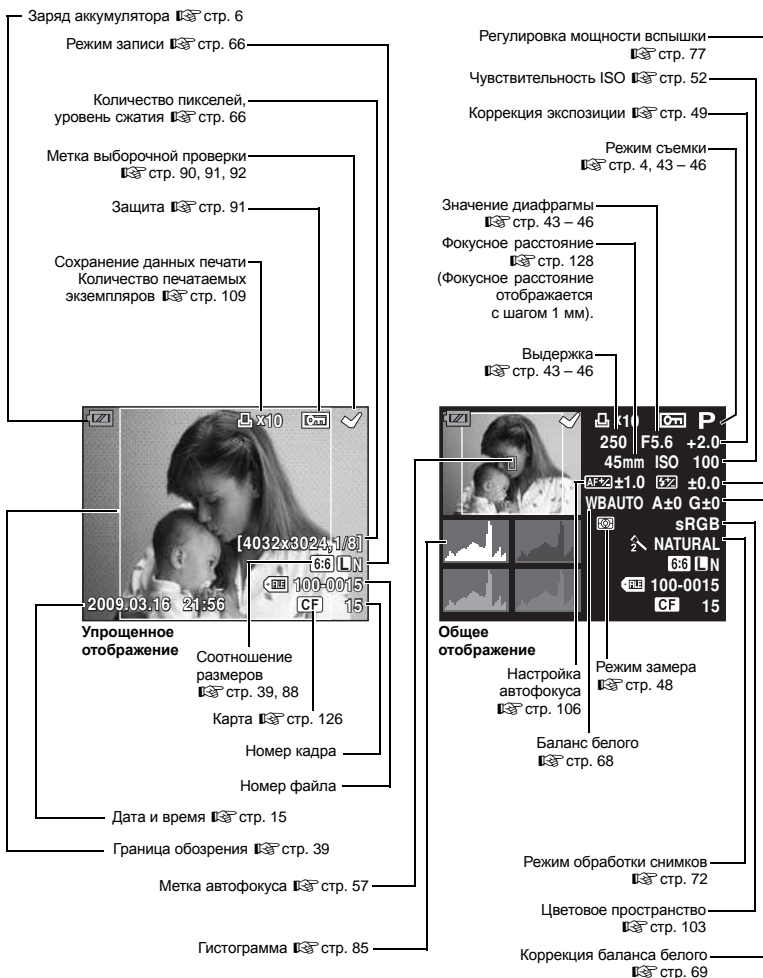 Заряд аккумулятора ☞ стр. 6
Режим записи ☞ стр. 66
Количество пикселей,
уровень сжатия ☞ стр. 66
Метка выборочной проверки
☞ стр. 90, 91, 92
Защита ☞ стр. 91
Сохранение данных печати
Количество печатаемых
экземпляров ☞ стр. 109
x10
[4032x3024,1/8]
6:6 L N
FILE 100-0015
2009.03.16 21:56 CF 15
Упрощенное
отображение
Соотношение
размеров
☞ стр. 39, 88
Карта ☞ стр. 126
Номер кадра
Номер файла
Дата и время ☞ стр. 15
Граница обозрения ☞ стр. 39
Метка автофокуса ☞ стр. 57
Гистограмма ☞ стр. 85
Регулировка мощности вспышки
☞ стр. 77
Чувствительность ISO ☞ стр. 52
Коррекция экспозиции ☞ стр. 49
Режим съемки
☞ стр. 4, 43 – 46
Значение диафрагмы
☞ стр. 43 – 46
Фокусное расстояние
☞ стр. 128
(Фокусное расстояние
отображается
с шагом 1 мм).
Выдержка
☞ стр. 43 – 46
x10 P
250 F5.6 +2.0
45mm ISO 100
AF ±1.0 ±0.0
WBAUTO A±0 G±0
sRGB
2 NATURAL
6:6 L N
FILE 100-0015
CF 15
Общее
отображение
Настройка
автофокуса
☞ стр. 106
Режим замера
☞ стр. 48
Баланс белого
☞ стр. 68
Режим обработки снимков
☞ стр. 72
Цветовое пространство
☞ стр. 103
Коррекция баланса белого
☞ стр. 69